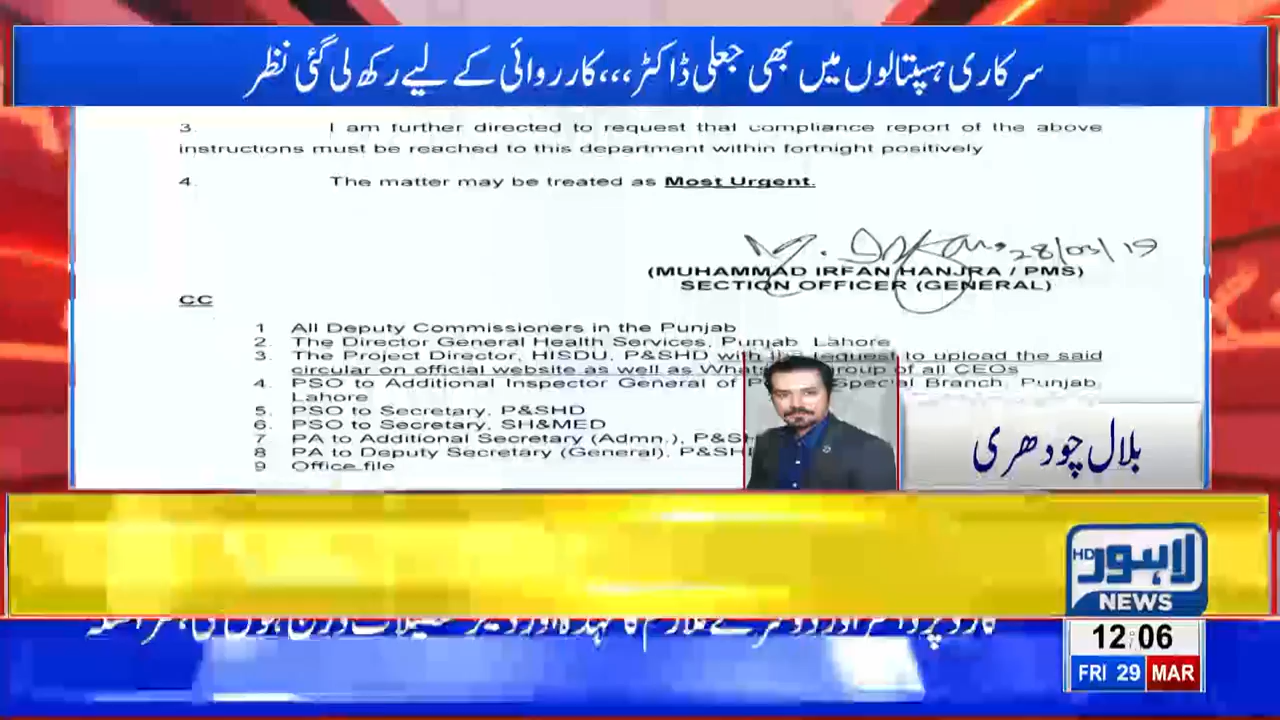 سرکاری ہسپتالوں میں بھی جعلی ڈاکٹر،،،کارروائی کے لیے رکھ لی گئی نظر
3. I am further directed to request that compliance report of the above
instructions must be reached to this department within fortnight positively
4. The matter may be treated as Most Urgent.
28/03/19
(MUHAMMAD IRFAN HANJRA / PMS)
SECTION OFFICER (GENERAL)
CC
1 All Deputy Commissioners in the Punjab
2. The Director General Health Services, Punjab, Lahore
3. The Project Director, HISDU, P&SHD with the request to upload the said
circular on official website as well as of all CEOs
4. PSO to Additional Inspector General of Special Branch, Punjab,
Lahore
5. PSO to Secretary, P&SHD
6. PSO to Secretary, SH&MED
7 PA to Additional Secretary (Admn.),
8 PA to Deputy Secretary (General),
9 Office file
بلال چودھری
HD
لاہور
NEWS
12:06
FRI 29 MAR